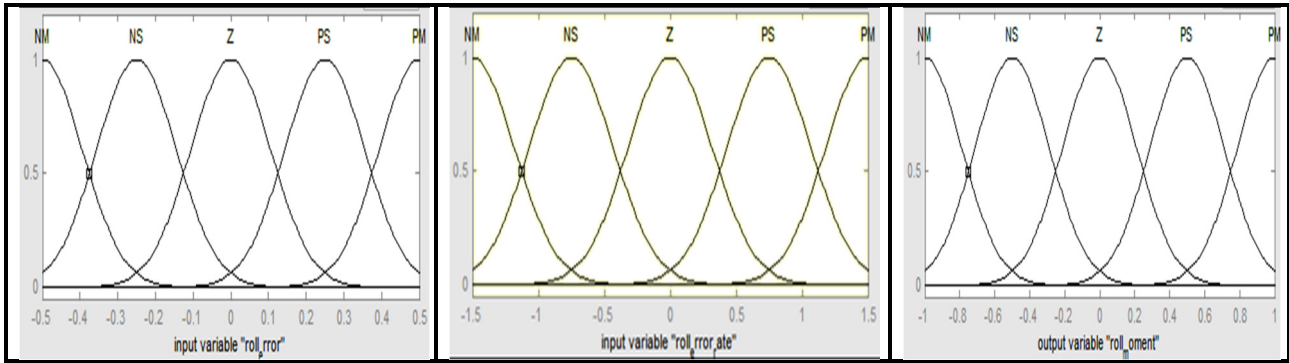 NM NS Z PS PM
1
0.5
0
-0.5 -0.4 -0.3 -0.2 -0.1 0 0.1 0.2 0.3 0.4 0.5
input variable "roll_error"
NM NS Z PS PM
1
0.5
0
-1.5 -1 -0.5 0 0.5 1 1.5
input variable "roll_error_rate"
NM NS Z PS PM
1
0.5
0
-1 -0.8 -0.6 -0.4 -0.2 0 0.2 0.4 0.6 0.8 1
output variable "roll_moment"